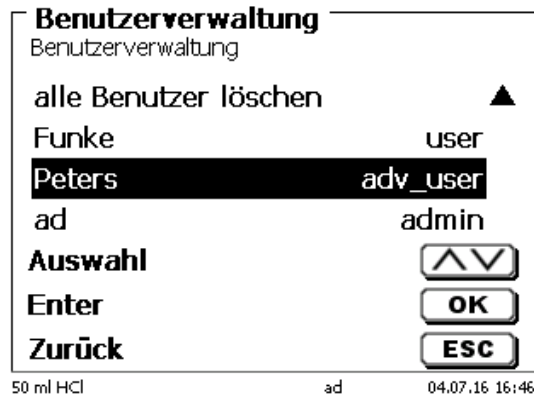 Benutzerverwaltung
Benutzerverwaltung
alle Benutzer löschen
Funke user
Peters adv_user
ad admin
Auswahl
Enter OK
Zurück ESC
50 ml HCl ad 04.07.16 16:46